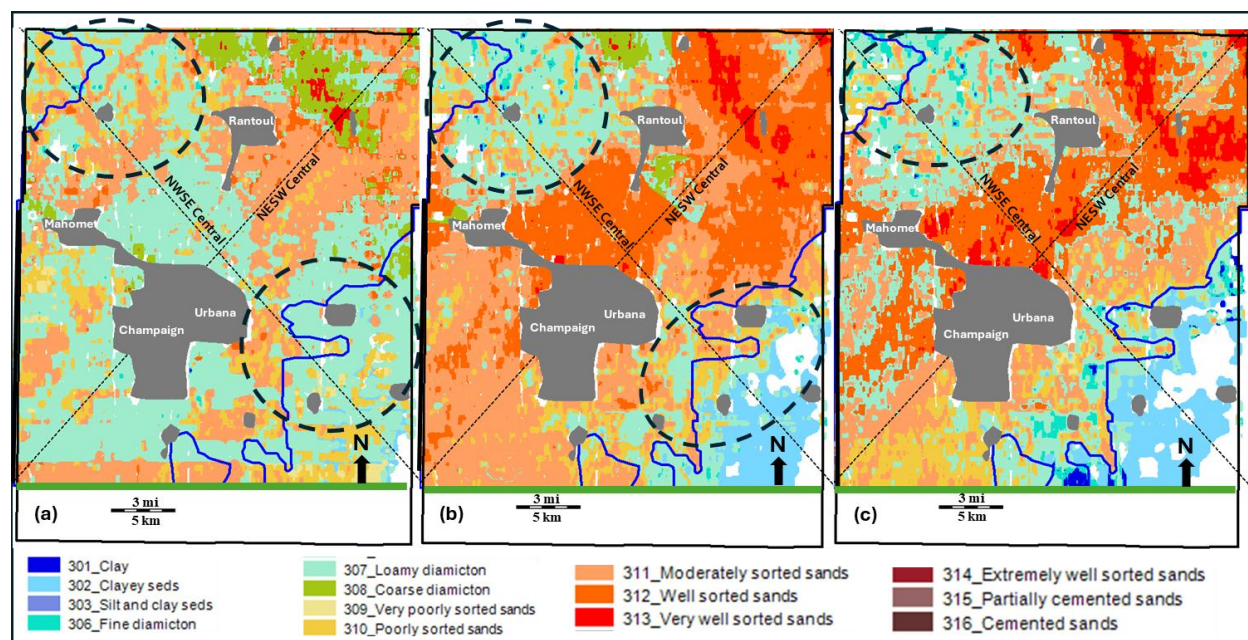 Rantoul
NESW Central
NWSE Central
Mahomet
Urbana
Champaign
N
(a)
3 mi
5 km
Rantoul
NESW Central
NWSE Central
Mahomet
Urbana
Champaign
N
(b)
3 mi
5 km
Rantoul
NESW Central
NWSE Central
Mahomet
Urbana
Champaign
N
(c)
3 mi
5 km
301_Clay
302_Clayey seds
303_Silt and clay seds
306_Fine diamicton
307_Loamy diamicton
308_Coarse diamicton
309_Very poorly sorted sands
310_Poorly sorted sands
311_Moderately sorted sands
312_Well sorted sands
313_Very well sorted sands
314_Extremely well sorted sands
315_Partially cemented sands
316_Cemented sands